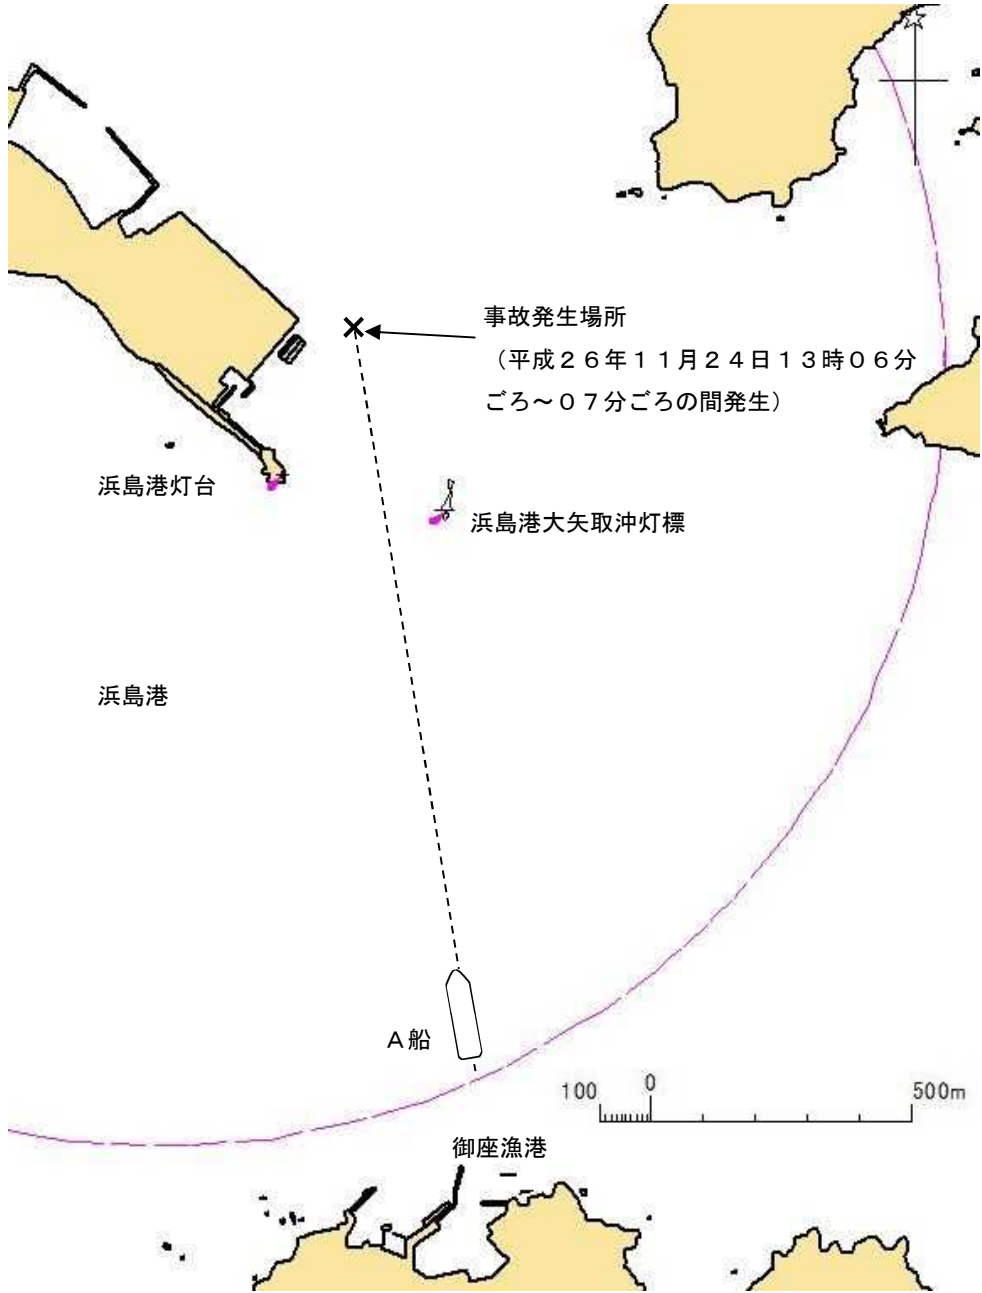 事故発生場所
（平成２６年１１月２４日１３時０６分
ごろ～０７分ごろの間発生）
浜島港灯台
浜島港大矢取沖灯標
浜島港
Ａ船
100 0 500m
御座漁港